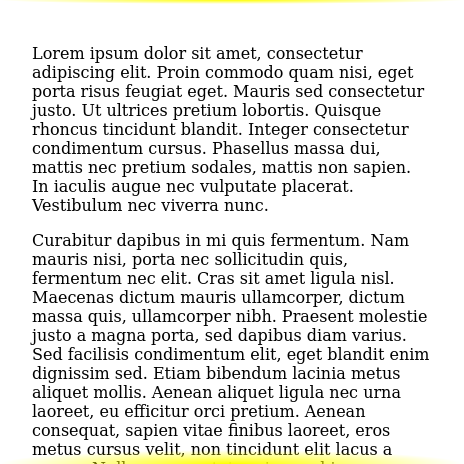 Lorem ipsum dolor sit amet, consectetur
adipiscing elit. Proin commodo quam nisi, eget
porta risus feugiat eget. Mauris sed consectetur
justo. Ut ultrices pretium lobortis. Quisque
rhoncus tincidunt blandit. Integer consectetur
condimentum cursus. Phasellus massa dui,
mattis nec pretium sodales, mattis non sapien.
In iaculis augue nec vulputate placerat.
Vestibulum nec viverra nunc.
Curabitur dapibus in mi quis fermentum. Nam
mauris nisi, porta nec sollicitudin quis,
fermentum nec elit. Cras sit amet ligula nisl.
Maecenas dictum mauris ullamcorper, dictum
massa quis, ullamcorper nibh. Praesent molestie
justo a magna porta, sed dapibus diam varius.
Sed facilisis condimentum elit, eget blandit enim
dignissim sed. Etiam bibendum lacinia metus
aliquet mollis. Aenean aliquet ligula nec urna
laoreet, eu efficitur orci pretium. Aenean
consequat, sapien vitae finibus laoreet, eros
metus cursus velit, non tincidunt elit lacus a